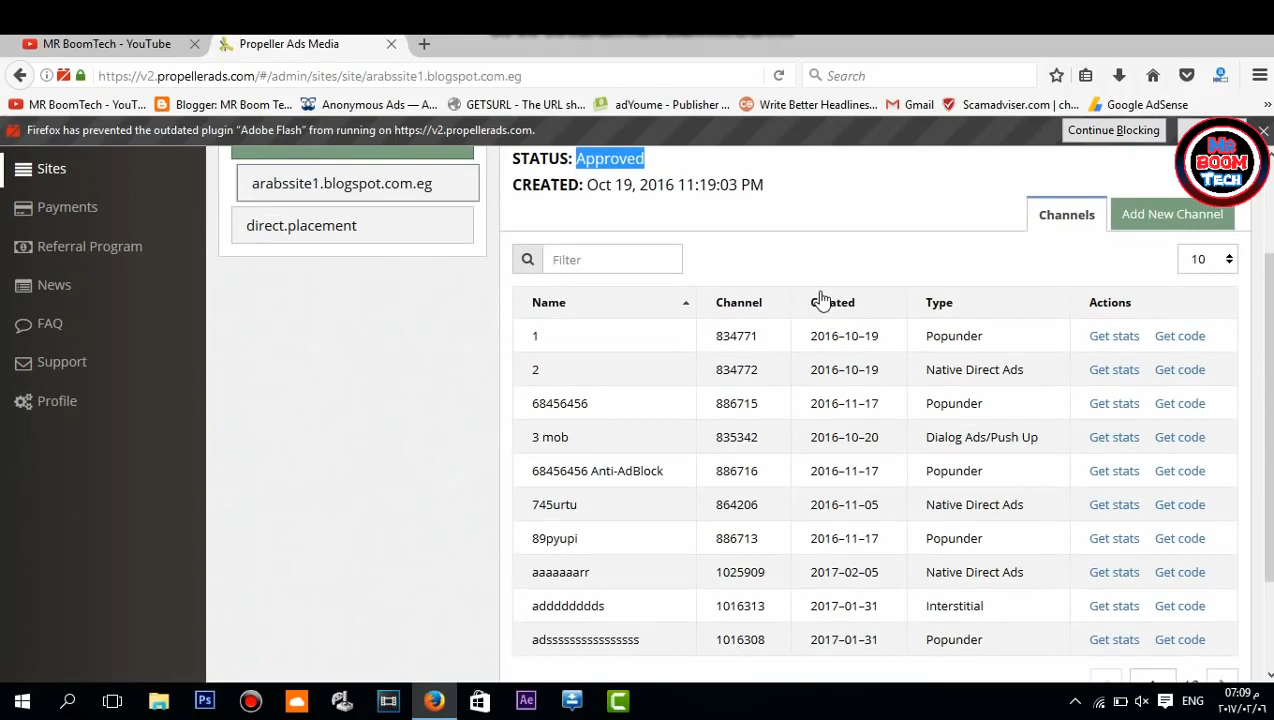 MR BoomTech - YouTube
Propeller Ads Media
https://v2.propellerads.com/#/admin/sites/site/arabssite1.blogspot.com.eg
Search
MR BoomTech - YouT...
Blogger: MR Boom Te...
Anonymous Ads — A...
GETSURL - The URL sh...
adYoume - Publisher ...
Write Better Headlines...
Gmail
Scamadviser.com | ch...
Google AdSense
Firefox has prevented the outdated plugin "Adobe Flash" from running on https://v2.propellerads.com.
Continue Blocking
MR BOOM TECH
Sites
Payments
Referral Program
News
FAQ
Support
Profile
arabssite1.blogspot.com.eg
direct.placement
STATUS: Approved
CREATED: Oct 19, 2016 11:19:03 PM
Channels
Add New Channel
Filter
10
Name Channel Created Type Actions
1 834771 2016-10-19 Popunder Get stats Get code
2 834772 2016-10-19 Native Direct Ads Get stats Get code
68456456 886715 2016-11-17 Popunder Get stats Get code
3 mob 835342 2016-10-20 Dialog Ads/Push Up Get stats Get code
68456456 Anti-AdBlock 886716 2016-11-17 Popunder Get stats Get code
745urtu 864206 2016-11-05 Native Direct Ads Get stats Get code
89pyupi 886713 2016-11-17 Popunder Get stats Get code
aaaaaaarr 1025909 2017-02-05 Native Direct Ads Get stats Get code
addddddds 1016313 2017-01-31 Interstitial Get stats Get code
adssssssssssssssss 1016308 2017-01-31 Popunder Get stats Get code
Ps
Ae
ENG
07:09 م
٢٠١٧/٠٢/٠٦